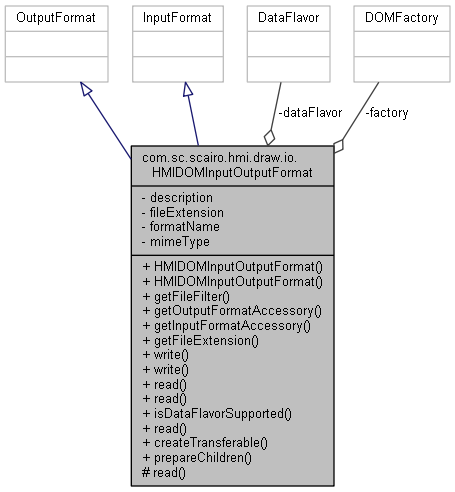 OutputFormat
InputFormat
DataFlavor
DOMFactory
-dataFlavor
-factory
com.sc.scairo.hmi.draw.io.
HMIDOMInputOutputFormat
- description
- fileExtension
- formatName
- mimeType
+ HMIDOMInputOutputFormat()
+ HMIDOMInputOutputFormat()
+ getFileFilter()
+ getOutputFormatAccessory()
+ getInputFormatAccessory()
+ getFileExtension()
+ write()
+ write()
+ read()
+ read()
+ isDataFlavorSupported()
+ read()
+ createTransferable()
+ prepareChildren()
# read()